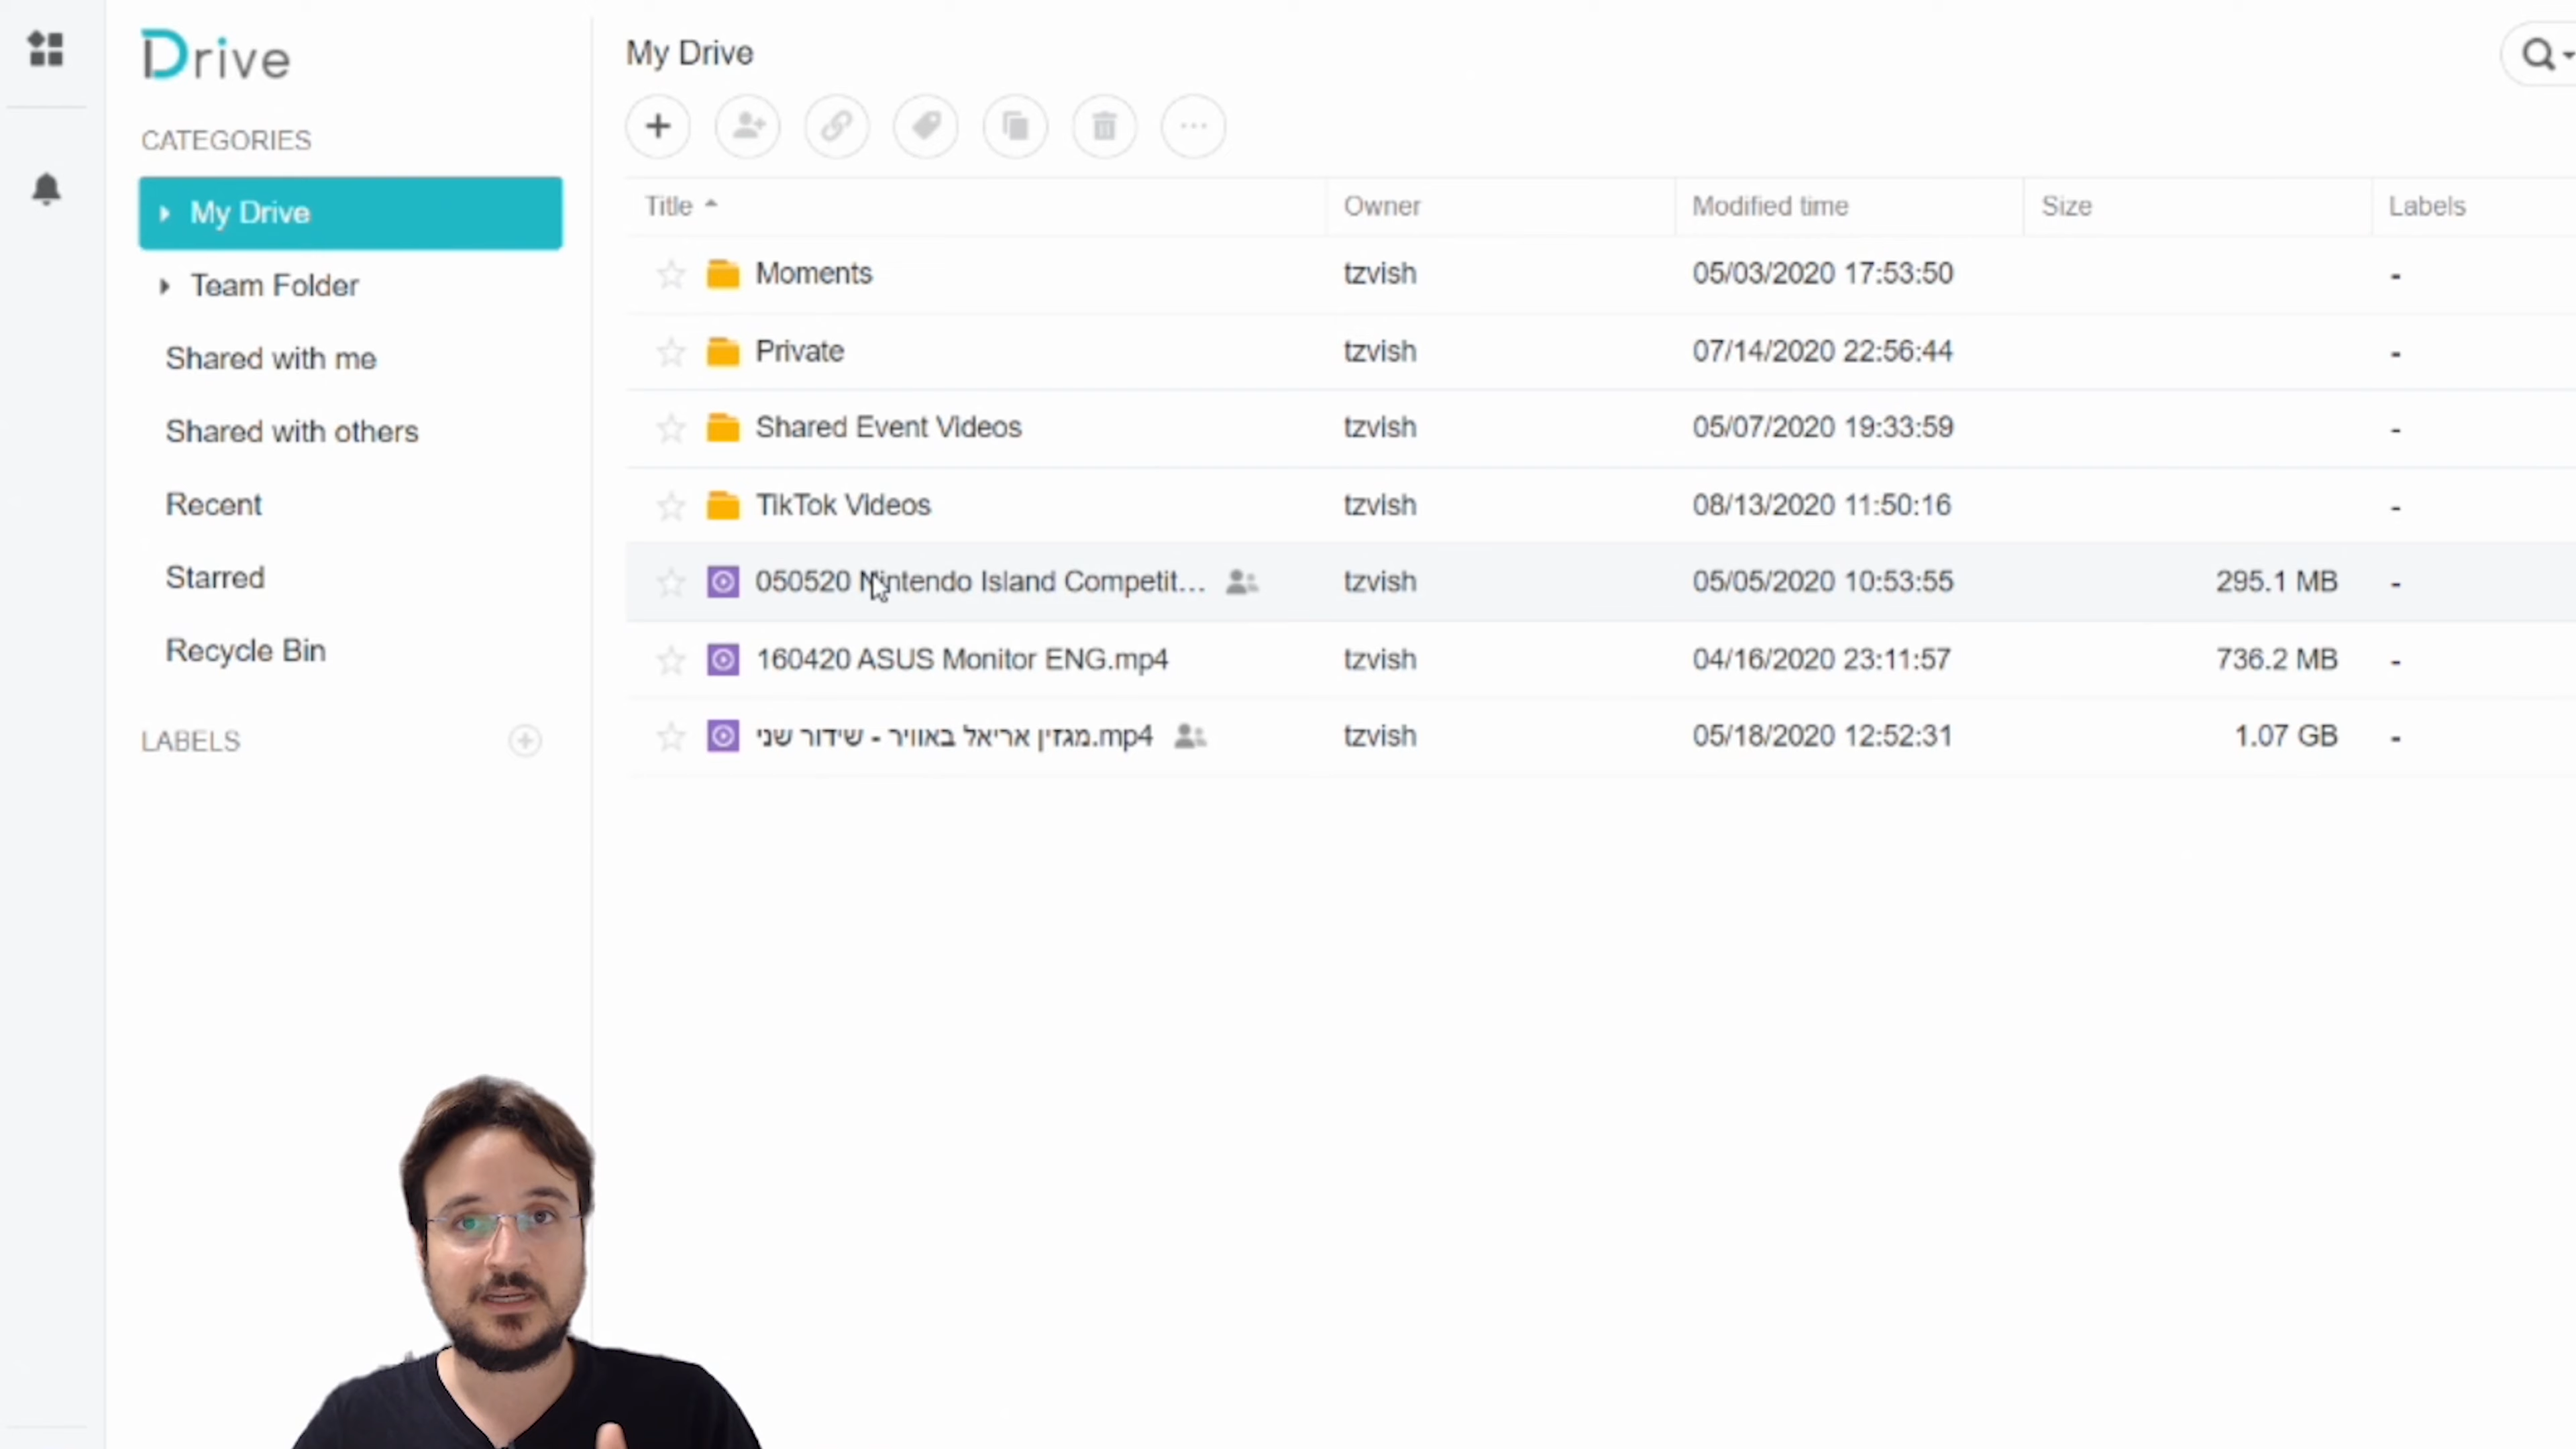 Drive
CATEGORIES
My Drive
Team Folder
Shared with me
Shared with others
Recent
Starred
Recycle Bin
LABELS
My Drive
Title Owner Modified time Size Labels
Moments tzvish 05/03/2020 17:53:50 -
Private tzvish 07/14/2020 22:56:44 -
Shared Event Videos tzvish 05/07/2020 19:33:59 -
TikTok Videos tzvish 08/13/2020 11:50:16 -
050520 Nintendo Island Competit... tzvish 05/05/2020 10:53:55 295.1 MB -
160420 ASUS Monitor ENG.mp4 tzvish 04/16/2020 23:11:57 736.2 MB -
מגזין אריאל באוויר - שידור שני.mp4 tzvish 05/18/2020 12:52:31 1.07 GB -